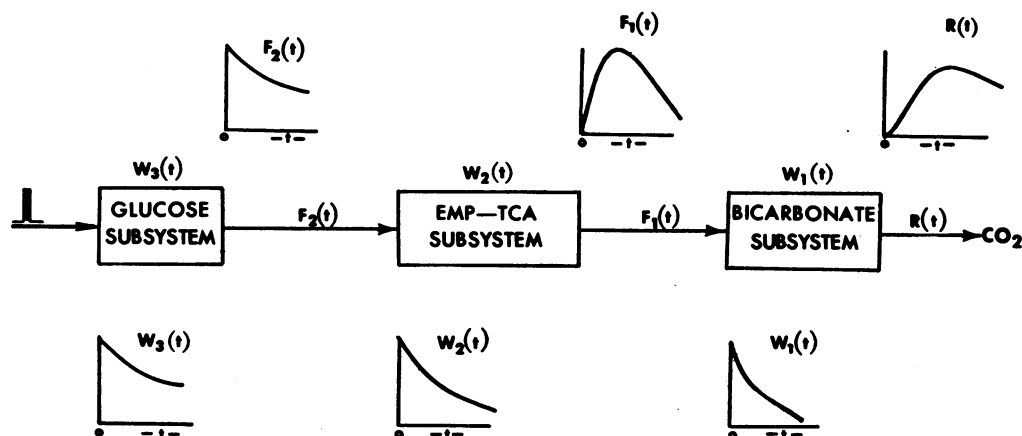 F₂(t)
F₁(t)
R(t)
o
-t-
o
-t-
o
-t-
W₃(t)
W₂(t)
W₁(t)
GLUCOSE
SUBSYSTEM
F₂(t)
EMP—TCA
SUBSYSTEM
F₁(t)
BICARBONATE
SUBSYSTEM
R(t)
CO₂
W₃(t)
W₂(t)
W₁(t)
o
-t-
o
-t-
o
-t-